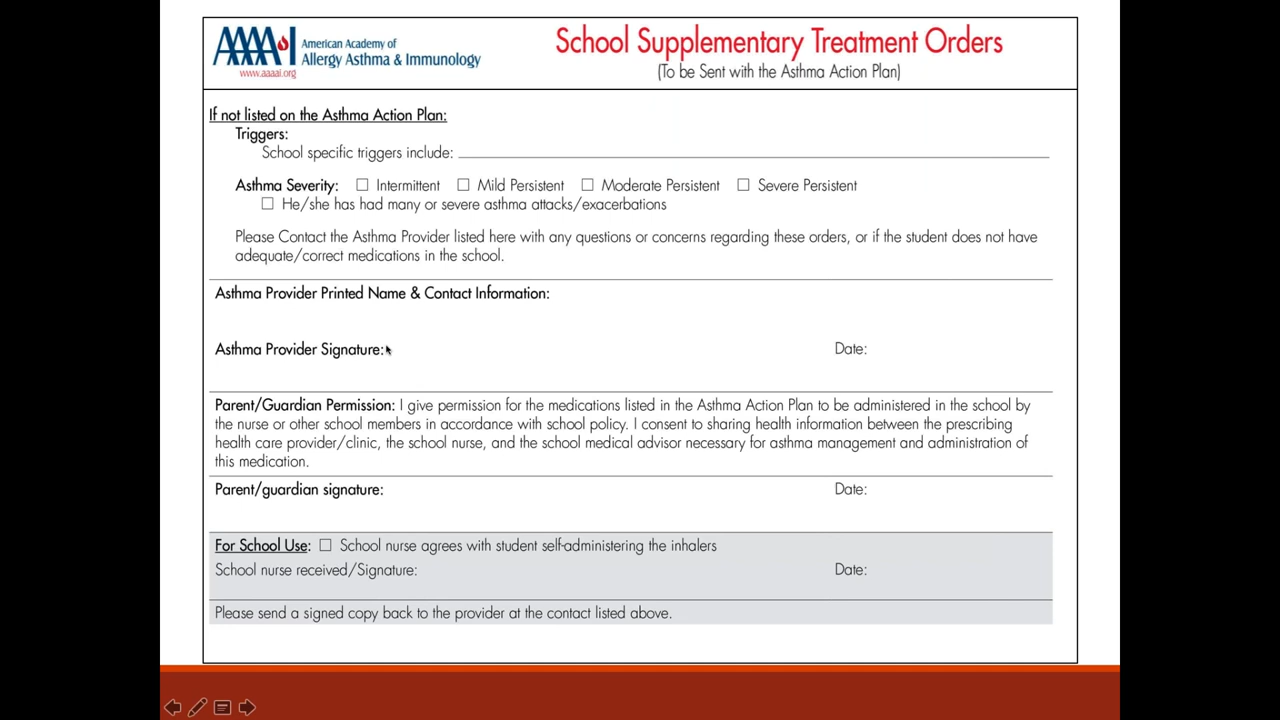 AAAAI American Academy of
Allergy Asthma & Immunology
www.aaaai.org
School Supplementary Treatment Orders
(To be Sent with the Asthma Action Plan)
If not listed on the Asthma Action Plan:
Triggers:
School specific triggers include:
Asthma Severity: ☐ Intermittent ☐ Mild Persistent ☐ Moderate Persistent ☐ Severe Persistent
☐ He/she has had many or severe asthma attacks/exacerbations
Please Contact the Asthma Provider listed here with any questions or concerns regarding these orders, or if the student does not have
adequate/correct medications in the school.
Asthma Provider Printed Name & Contact Information:
Asthma Provider Signature: Date:
Parent/Guardian Permission: I give permission for the medications listed in the Asthma Action Plan to be administered in the school by
the nurse or other school members in accordance with school policy. I consent to sharing health information between the prescribing
health care provider/clinic, the school nurse, and the school medical advisor necessary for asthma management and administration of
this medication.
Parent/guardian signature: Date:
For School Use: ☐ School nurse agrees with student self-administering the inhalers
School nurse received/Signature: Date:
Please send a signed copy back to the provider at the contact listed above.